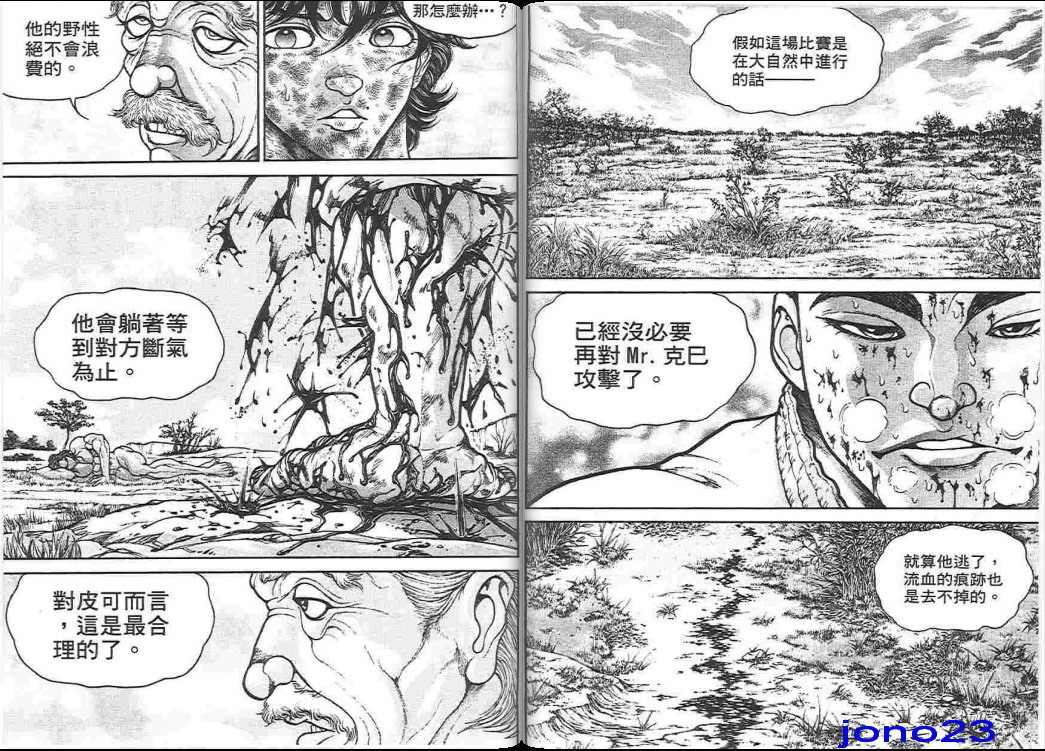 假如這場比賽是
在大自然中進行
的話———
已經沒必要
再對 Mr. 克巳
攻擊了。
就算他逃了，
流血的痕跡也
是去不掉的。
那怎麼辦…？
他的野性
絕不會浪
費的。
他會躺著等
到對方斷氣
為止。
對皮可而言
，這是最合
理的了。
jono23